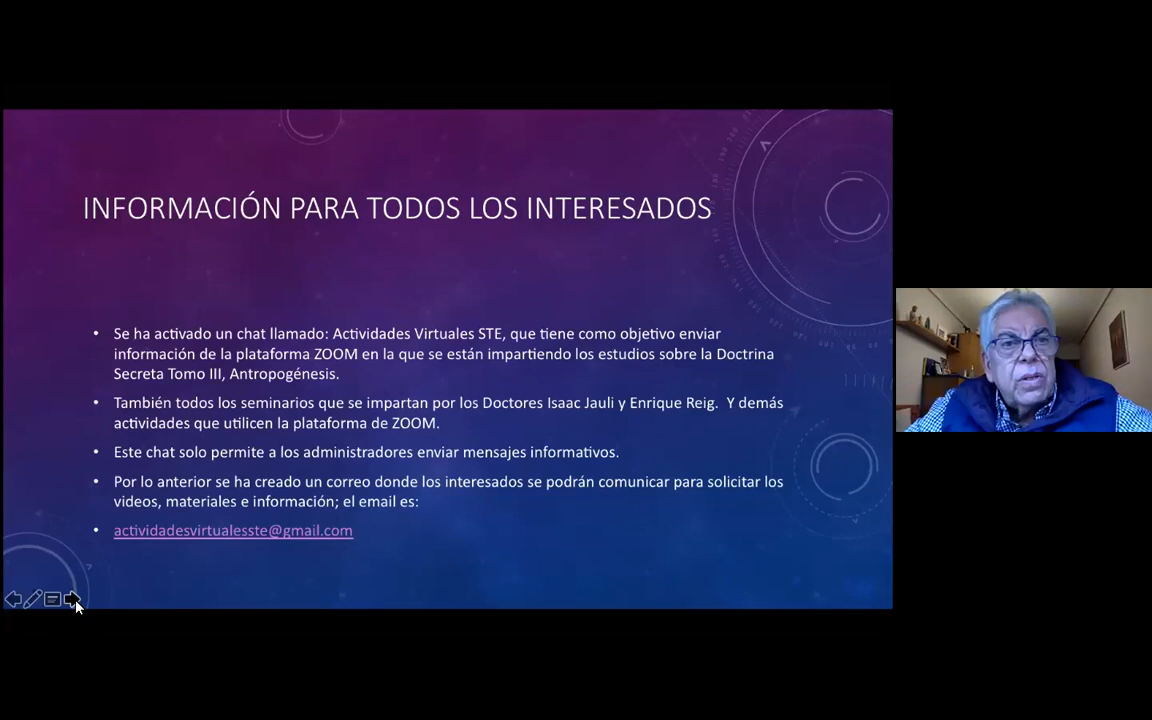 INFORMACIÓN PARA TODOS LOS INTERESADOS
• Se ha activado un chat llamado: Actividades Virtuales STE, que tiene como objetivo enviar
información de la plataforma ZOOM en la que se están impartiendo los estudios sobre la Doctrina
Secreta Tomo III, Antropogénesis.
• También todos los seminarios que se impartan por los Doctores Isaac Jauli y Enrique Reig.  Y demás
actividades que utilicen la plataforma de ZOOM.
• Este chat solo permite a los administradores enviar mensajes informativos.
• Por lo anterior se ha creado un correo donde los interesados se podrán comunicar para solicitar los
videos, materiales e información; el email es:
• actividadesvirtualesste@gmail.com